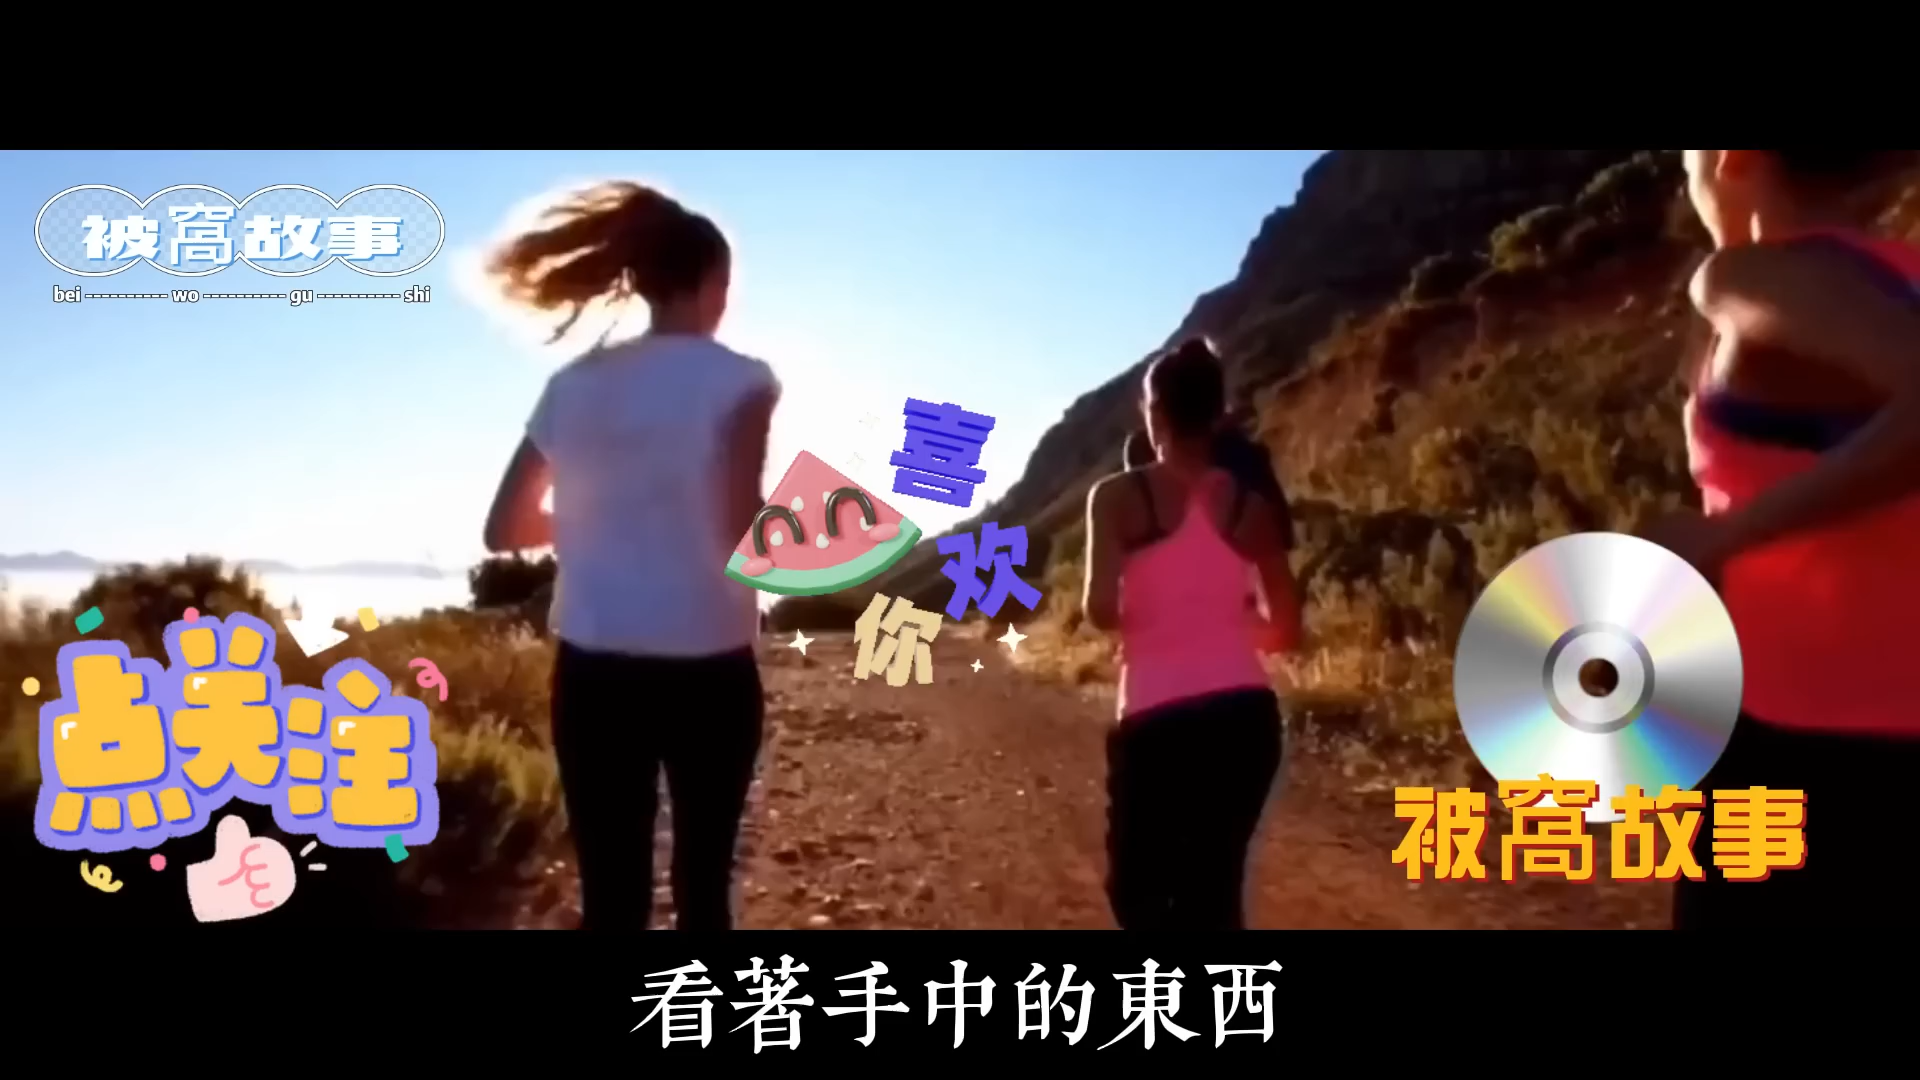 被窩故事
bei ---------- wo ---------- gu ---------- shi
喜
欢
你
点关注
被窩故事
看著手中的東西